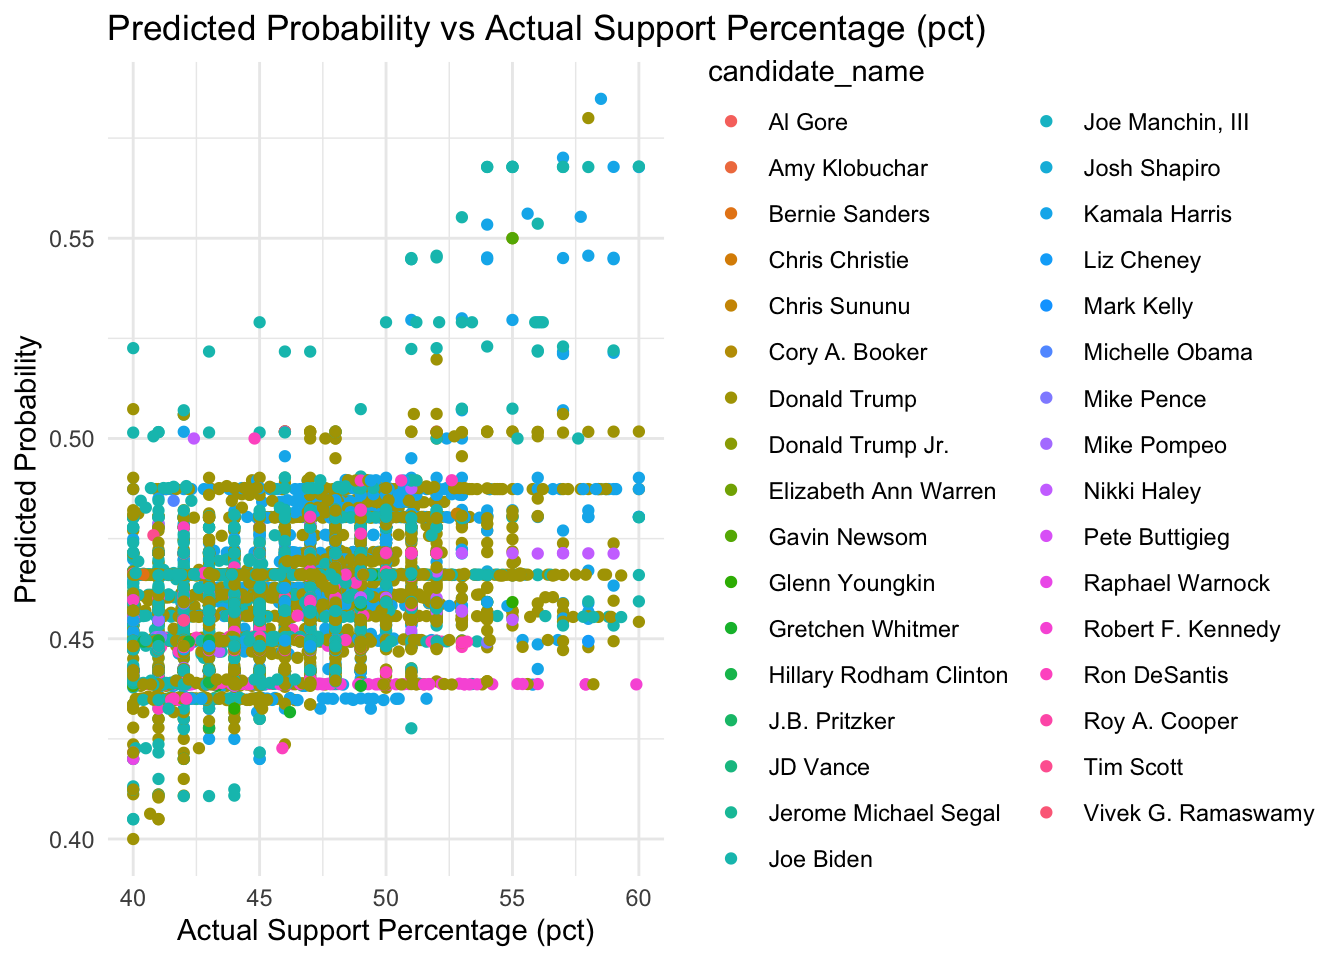 Predicted Probability vs Actual Support Percentage (pct)
Predicted Probability
0.55
0.50
0.45
0.40
40 45 50 55 60
Actual Support Percentage (pct)
candidate_name
Al Gore
Amy Klobuchar
Bernie Sanders
Chris Christie
Chris Sununu
Cory A. Booker
Donald Trump
Donald Trump Jr.
Elizabeth Ann Warren
Gavin Newsom
Glenn Youngkin
Gretchen Whitmer
Hillary Rodham Clinton
J.B. Pritzker
JD Vance
Jerome Michael Segal
Joe Biden
Joe Manchin, III
Josh Shapiro
Kamala Harris
Liz Cheney
Mark Kelly
Michelle Obama
Mike Pence
Mike Pompeo
Nikki Haley
Pete Buttigieg
Raphael Warnock
Robert F. Kennedy
Ron DeSantis
Roy A. Cooper
Tim Scott
Vivek G. Ramaswamy